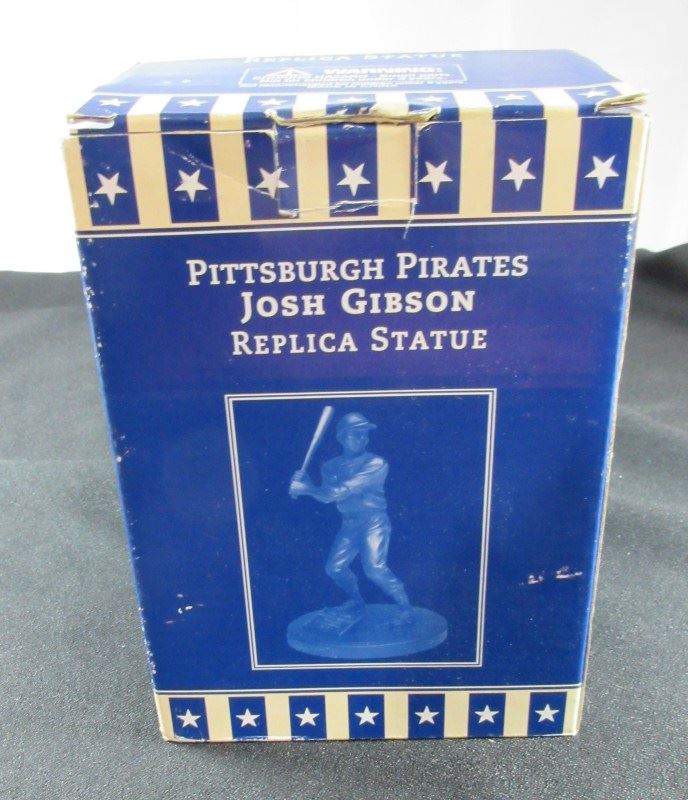 REPLICA STATUE
WARNING:
PITTSBURGH PIRATES
JOSH GIBSON
REPLICA STATUE